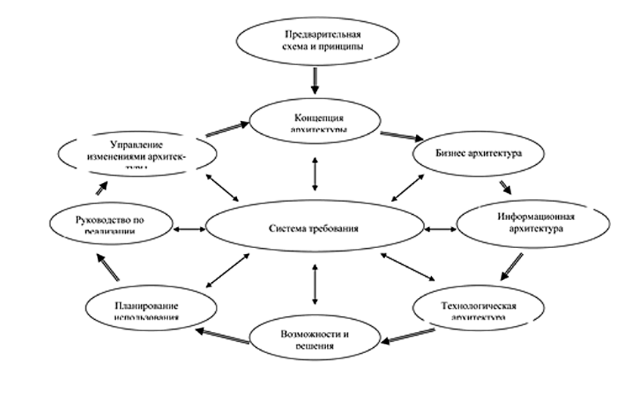 Предварительная
схема и принципы
Концепция
архитектуры
Управление
изменениями архитек-
туры
Бизнес архитектура
Руководство по
реализации
Система требования
Информационная
архитектура
Планирование
использования
Технологическая
архитектура
Возможности и
решения